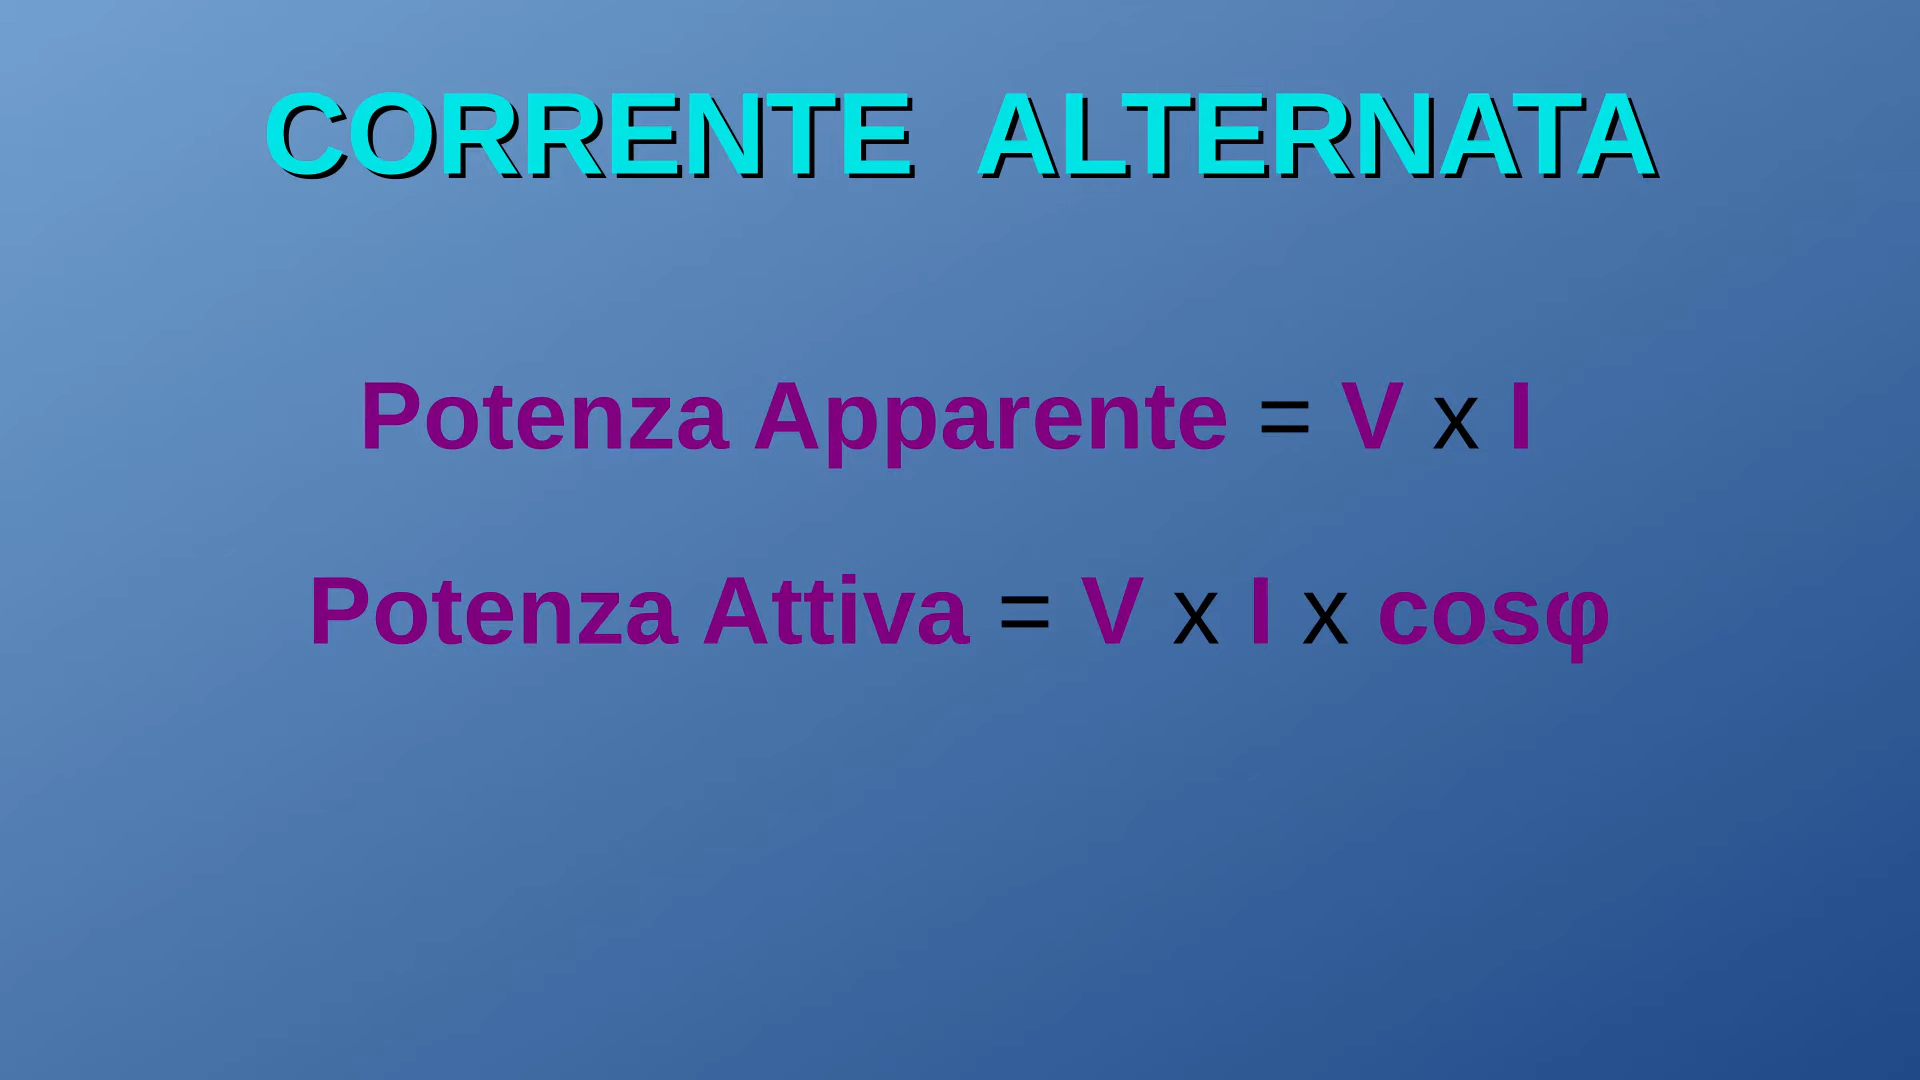 CORRENTE ALTERNATA
Potenza Apparente = V x I
Potenza Attiva = V x I x cosφ